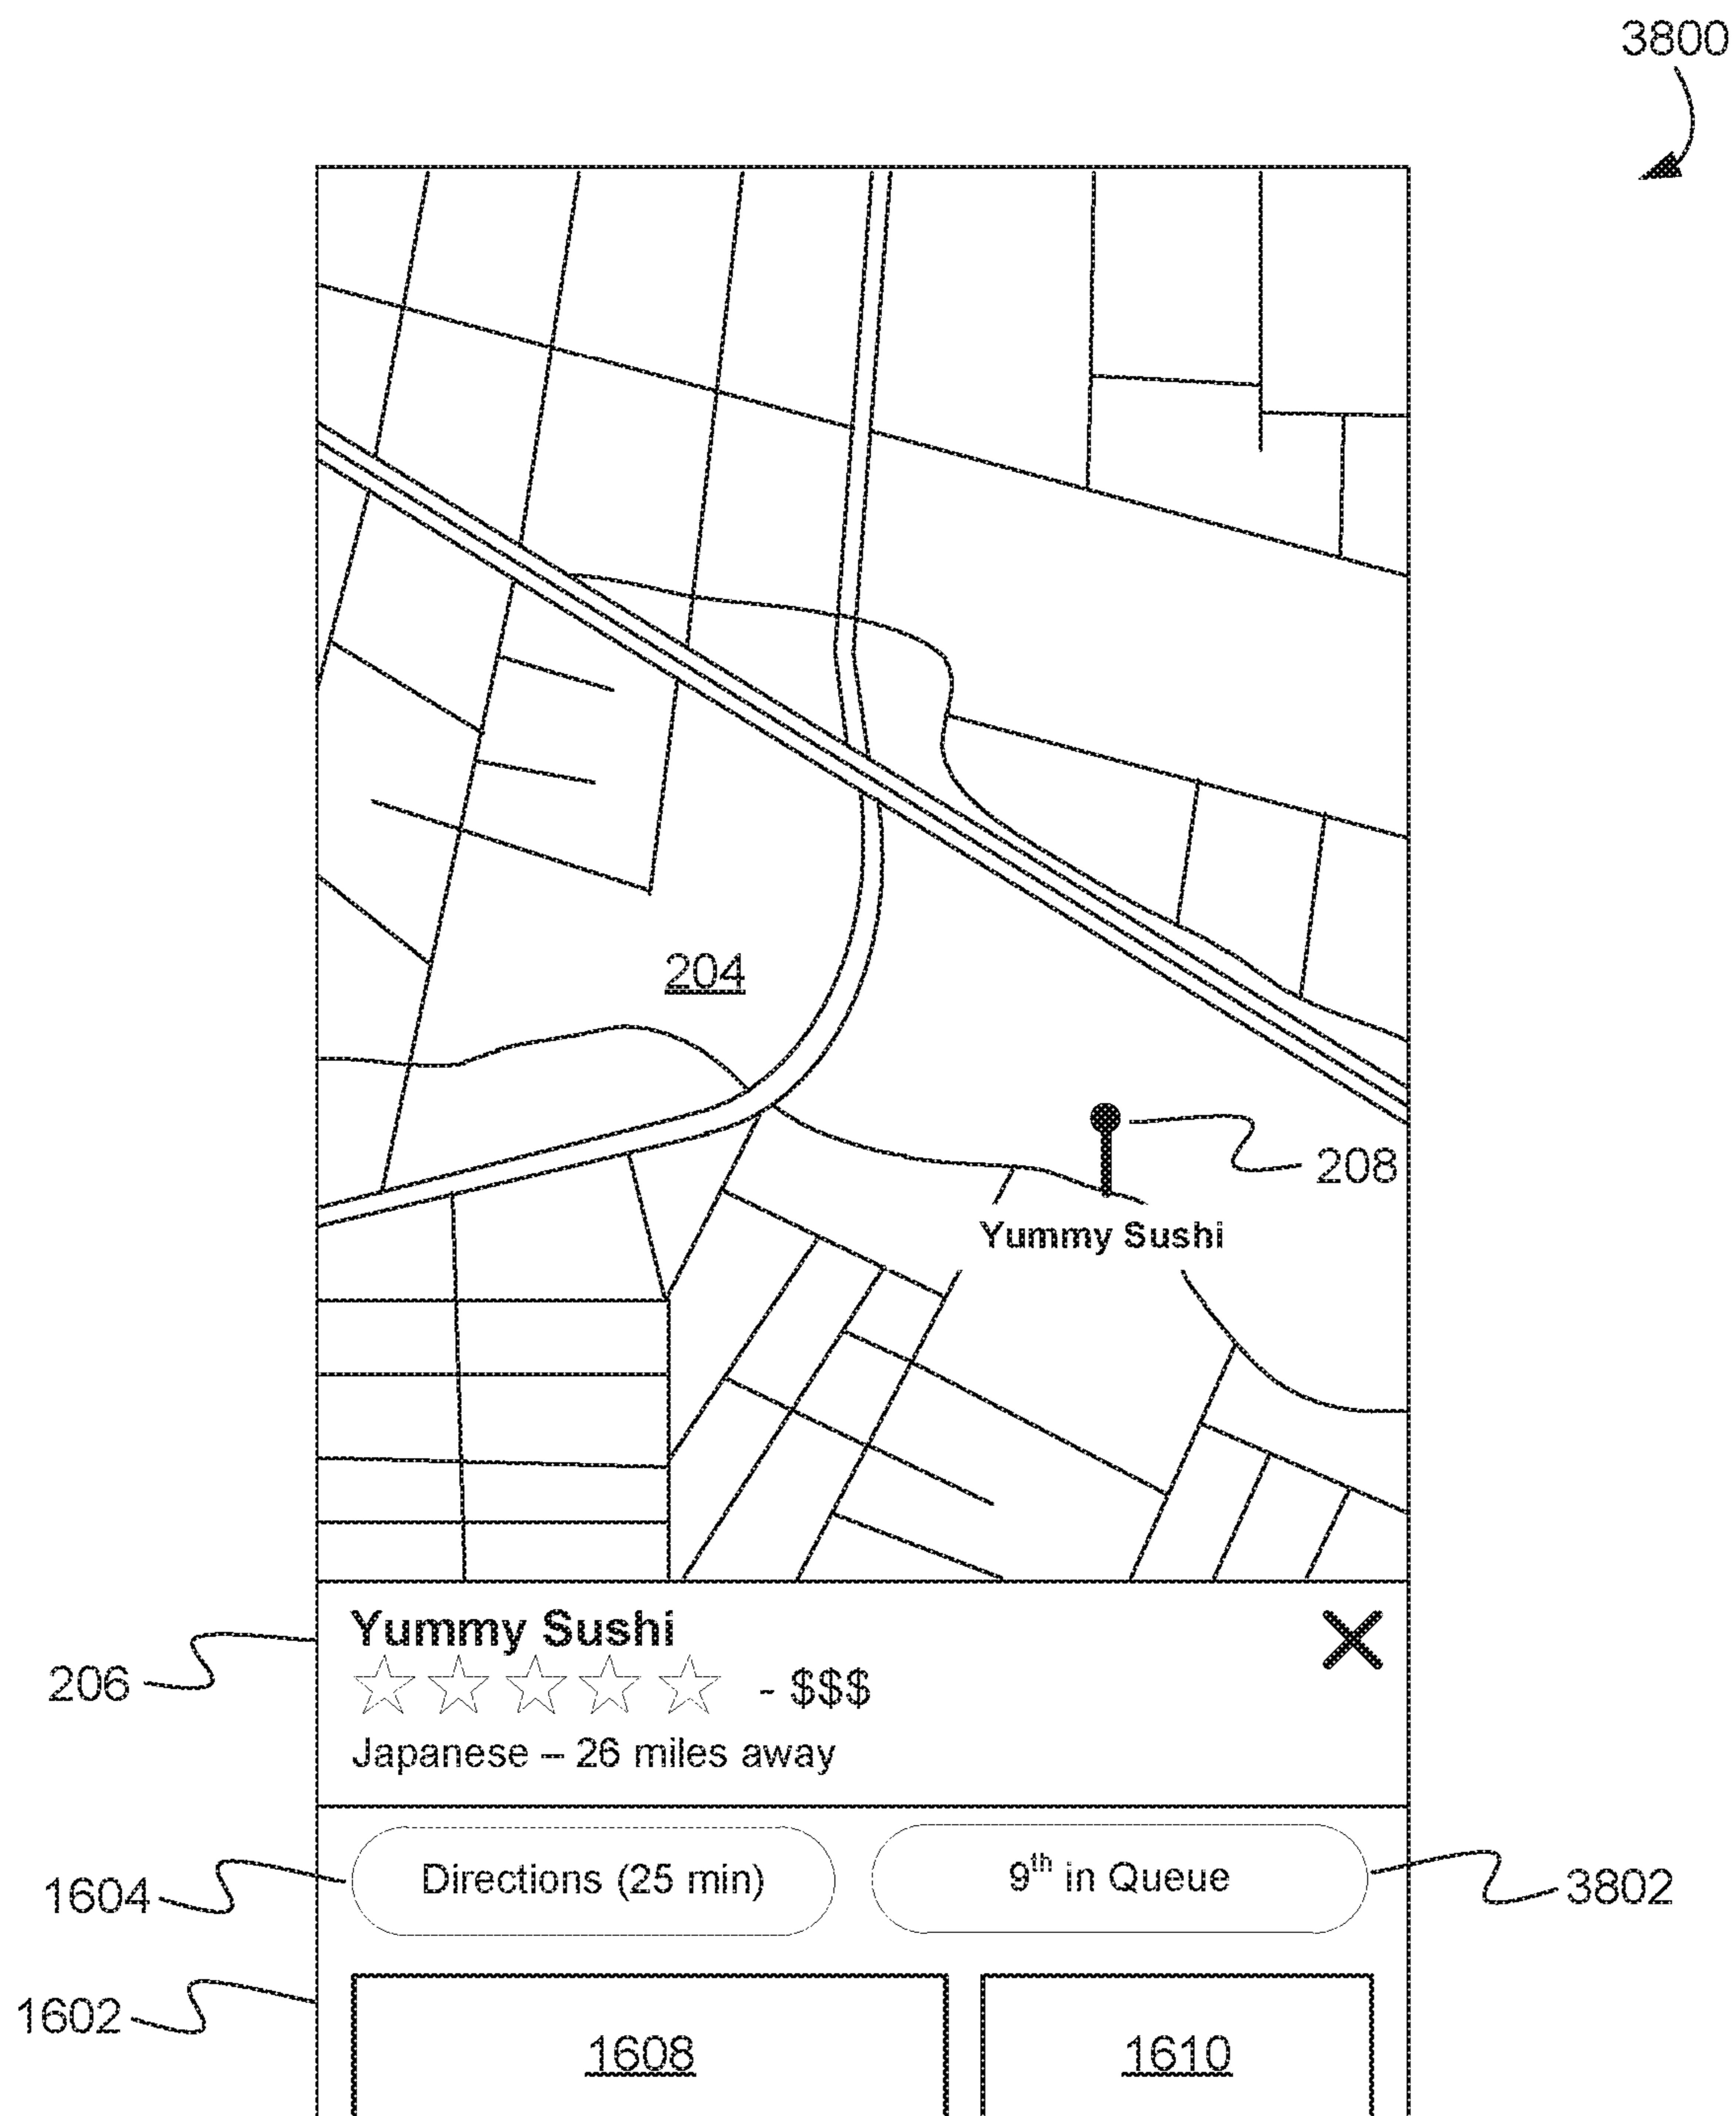 3800
204
208
Yummy Sushi
Yummy Sushi
206
- $$$
Japanese – 26 miles away
1604
Directions (25 min)
9th in Queue
3802
1602
1608
1610